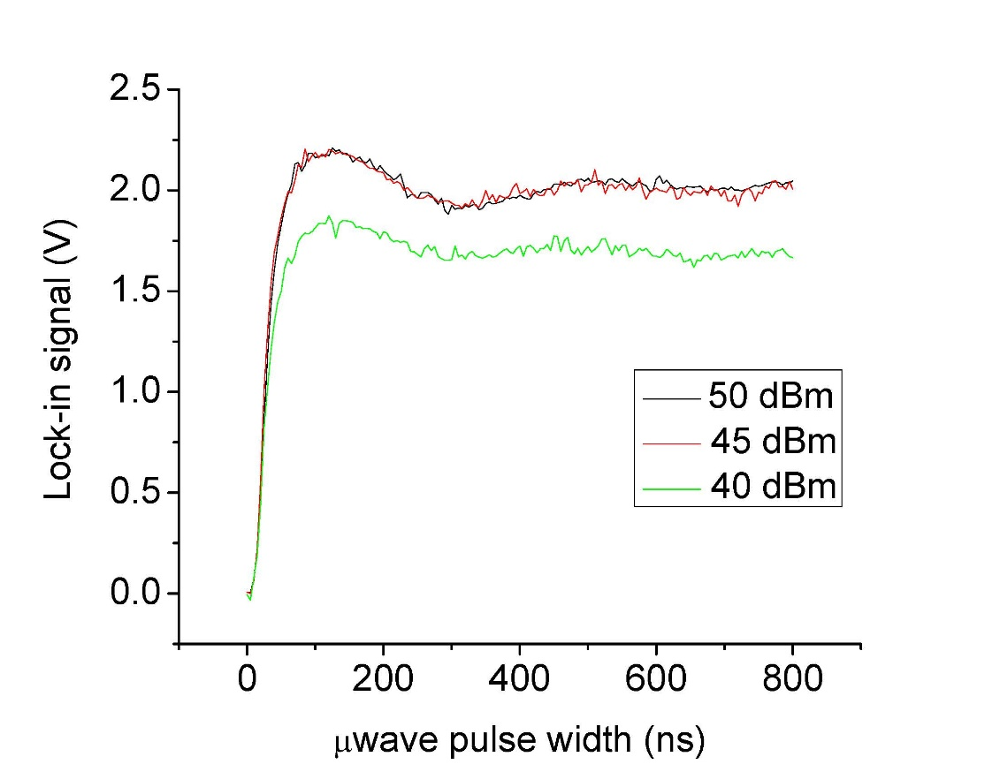 2.5
2.0
1.5
1.0
0.5
0.0
Lock-in signal (V)
50 dBm
45 dBm
40 dBm
0 200 400 600 800
μwave pulse width (ns)